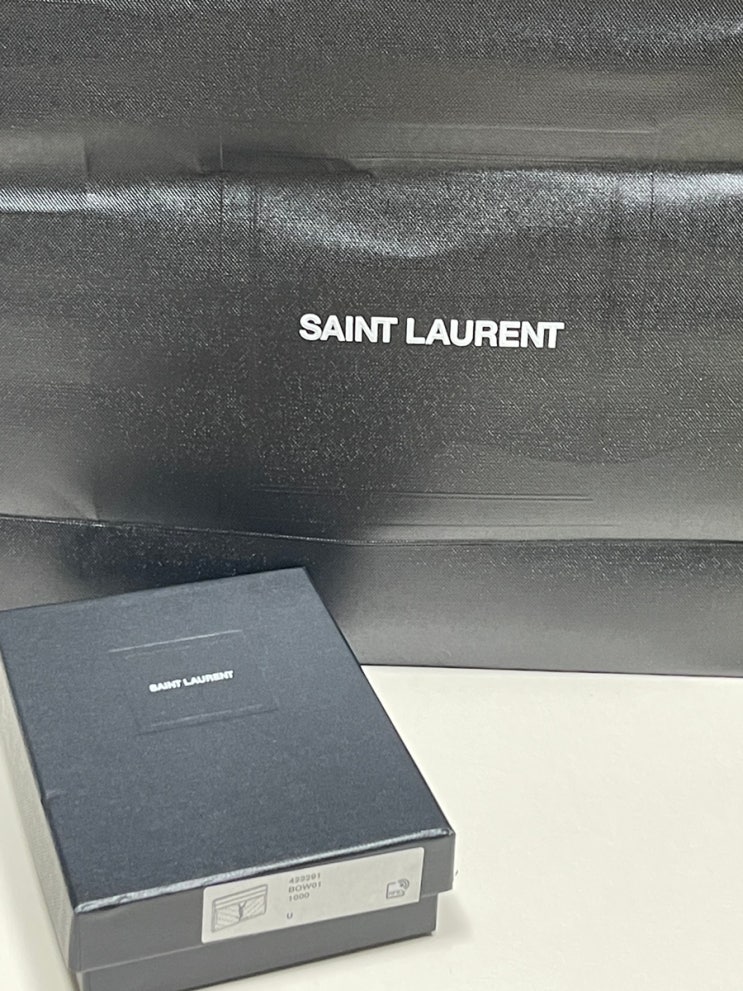 SAINT LAURENT
SAINT LAURENT
423291
BOW01
1000
U